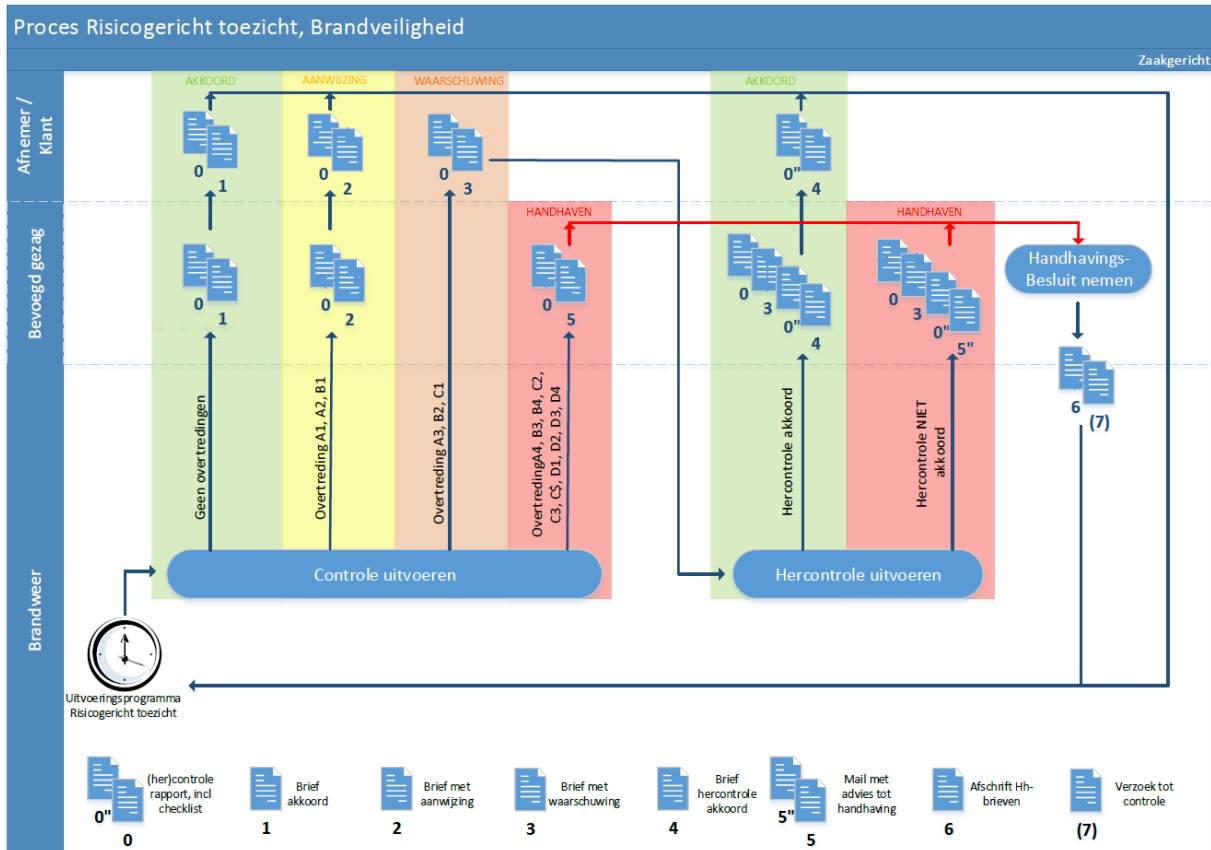 Proces Risicogericht toezicht, Brandveiligheid
Zaakgericht
AKKOORD
AANWIJZING
WAARSCHUWING
AKKOORD
Afnemer /
Klant
0
1
0
2
0
3
0"
4
HANDHAVEN
HANDHAVEN
Bevoegd gezag
0
1
0
2
0
5
0
3
0"
4
0
3
0"
5"
Handhavings-
Besluit nemen
6
(7)
Brandweer
Geen overtredingen
Overtreding A1, A2, B1
Overtreding A3, B2, C1
OvertredingA4, B3, B4, C2,
C3, C$, D1, D2, D3, D4
Hercontrole akkoord
Hercontrole NIET
akkoord
Controle uitvoeren
Hercontrole uitvoeren
Uitvoeringsprogramma
Risicogericht toezicht
(her)controle
rapport, incl
checklist
0"
0
Brief
akkoord
1
Brief met
aanwijzing
2
Brief met
waarschuwing
3
Brief
hercontrole
akkoord
4
Mail met
advies tot
handhaving
5"
5
Afschrift Hh-
brieven
6
Verzoek tot
controle
(7)